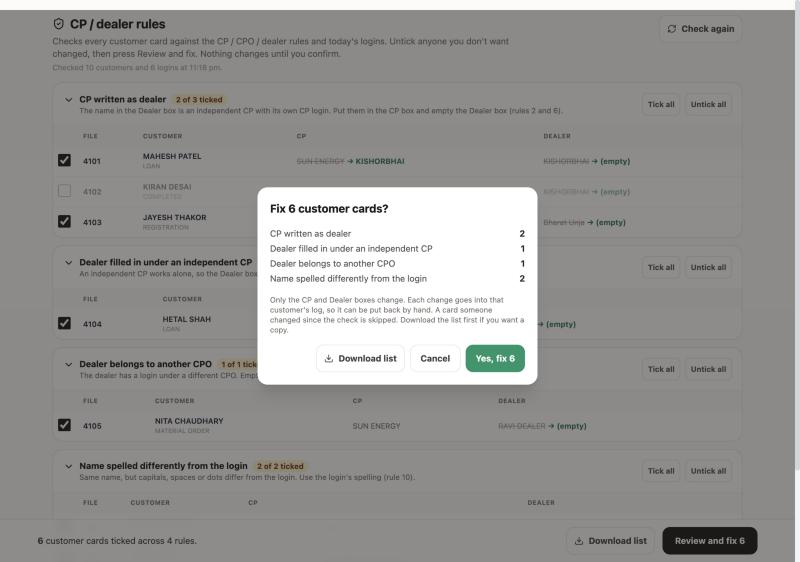 CP / dealer rules
Check again
Checks every customer card against the CP / CPO / dealer rules and today's logins. Untick anyone you don't want
changed, then press Review and fix. Nothing changes until you confirm.
Checked 10 customers and 6 logins at 11:18 pm.
CP written as dealer 2 of 3 ticked
The name in the Dealer box is an independent CP with its own CP login. Put them in the CP box and empty the Dealer box (rules 2 and 6).
Tick all Untick all
FILE CUSTOMER CP DEALER
4101 MAHESH PATEL SUN ENERGY → KISHORBHAI KISHORBHAI → (empty)
LOAN
4102 KIRAN DESAI KISHORBHAI → (empty)
COMPLETED
4103 JAYESH THAKOR Bharat Unja → (empty)
REGISTRATION
Fix 6 customer cards?
CP written as dealer 2
Dealer filled in under an independent CP 1
Dealer belongs to another CPO 1
Name spelled differently from the login 2
Only the CP and Dealer boxes change. Each change goes into that
customer's log, so it can be put back by hand. A card someone
changed since the check is skipped. Download the list first if you want a
copy.
Download list Cancel Yes, fix 6
Dealer filled in under an independent CP
An independent CP works alone, so the Dealer box
Tick all Untick all
FILE CUSTOMER
4104 HETAL SHAH → (empty)
LOAN
Dealer belongs to another CPO 1 of 1 tick
The dealer has a login under a different CPO.
Tick all Untick all
FILE CUSTOMER CP DEALER
4105 NITA CHAUDHARY SUN ENERGY RAVI DEALER → (empty)
MATERIAL ORDER
Name spelled differently from the login 2 of 2 ticked
Same name, but capitals, spaces or dots differ from the login. Use the login's spelling (rule 10).
Tick all Untick all
FILE CUSTOMER CP DEALER
6 customer cards ticked across 4 rules.
Download list Review and fix 6